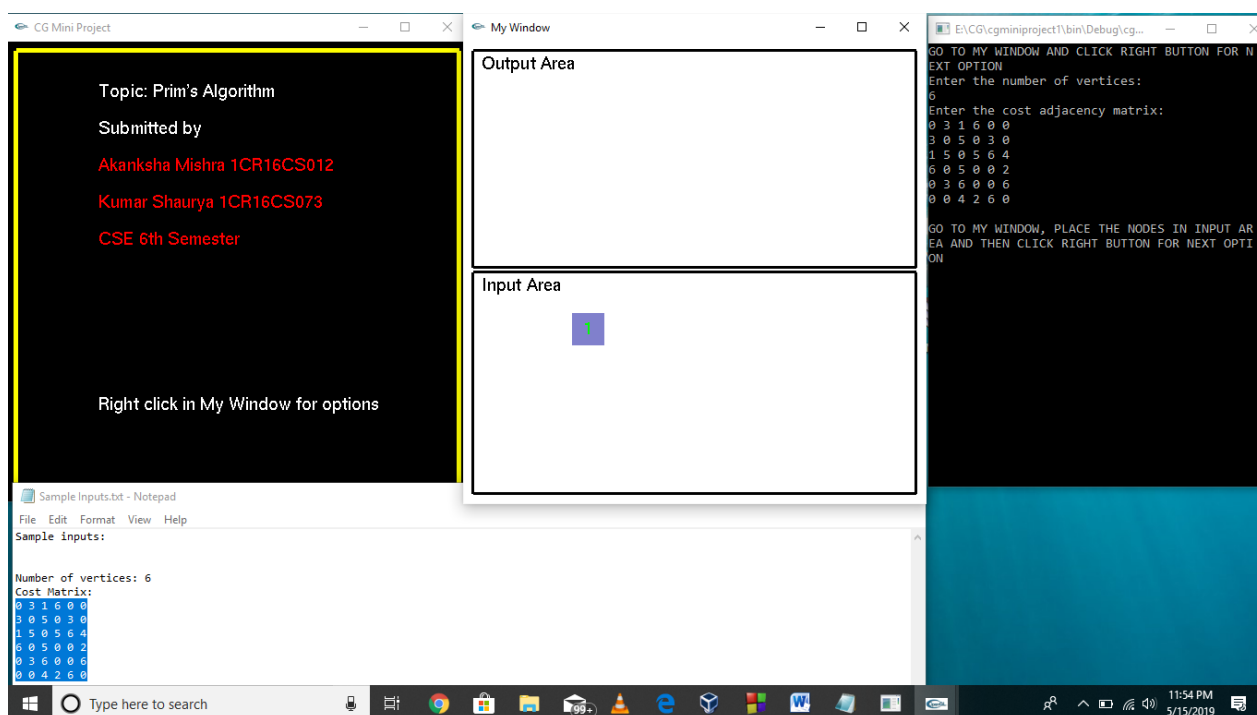 CG Mini Project
Topic: Prim's Algorithm
Submitted by
Akanksha Mishra 1CR16CS012
Kumar Shaurya 1CR16CS073
CSE 6th Semester
Right click in My Window for options
My Window
Output Area
Input Area
1
E:\CG\cgminiproject1\bin\Debug\cg...
GO TO MY WINDOW AND CLICK RIGHT BUTTON FOR N
EXT OPTION
Enter the number of vertices:
6
Enter the cost adjacency matrix:
0 3 1 6 0 0
3 0 5 0 3 0
1 5 0 5 6 4
6 0 5 0 0 2
0 3 6 0 0 6
0 0 4 2 6 0
GO TO MY WINDOW, PLACE THE NODES IN INPUT AR
EA AND THEN CLICK RIGHT BUTTON FOR NEXT OPTI
ON
Sample Inputs.txt - Notepad
File Edit Format View Help
Sample inputs:
Number of vertices: 6
Cost Matrix:
0 3 1 6 0 0
3 0 5 0 3 0
1 5 0 5 6 4
6 0 5 0 0 2
0 3 6 0 0 6
0 0 4 2 6 0
Type here to search
99+
11:54 PM
5/15/2019